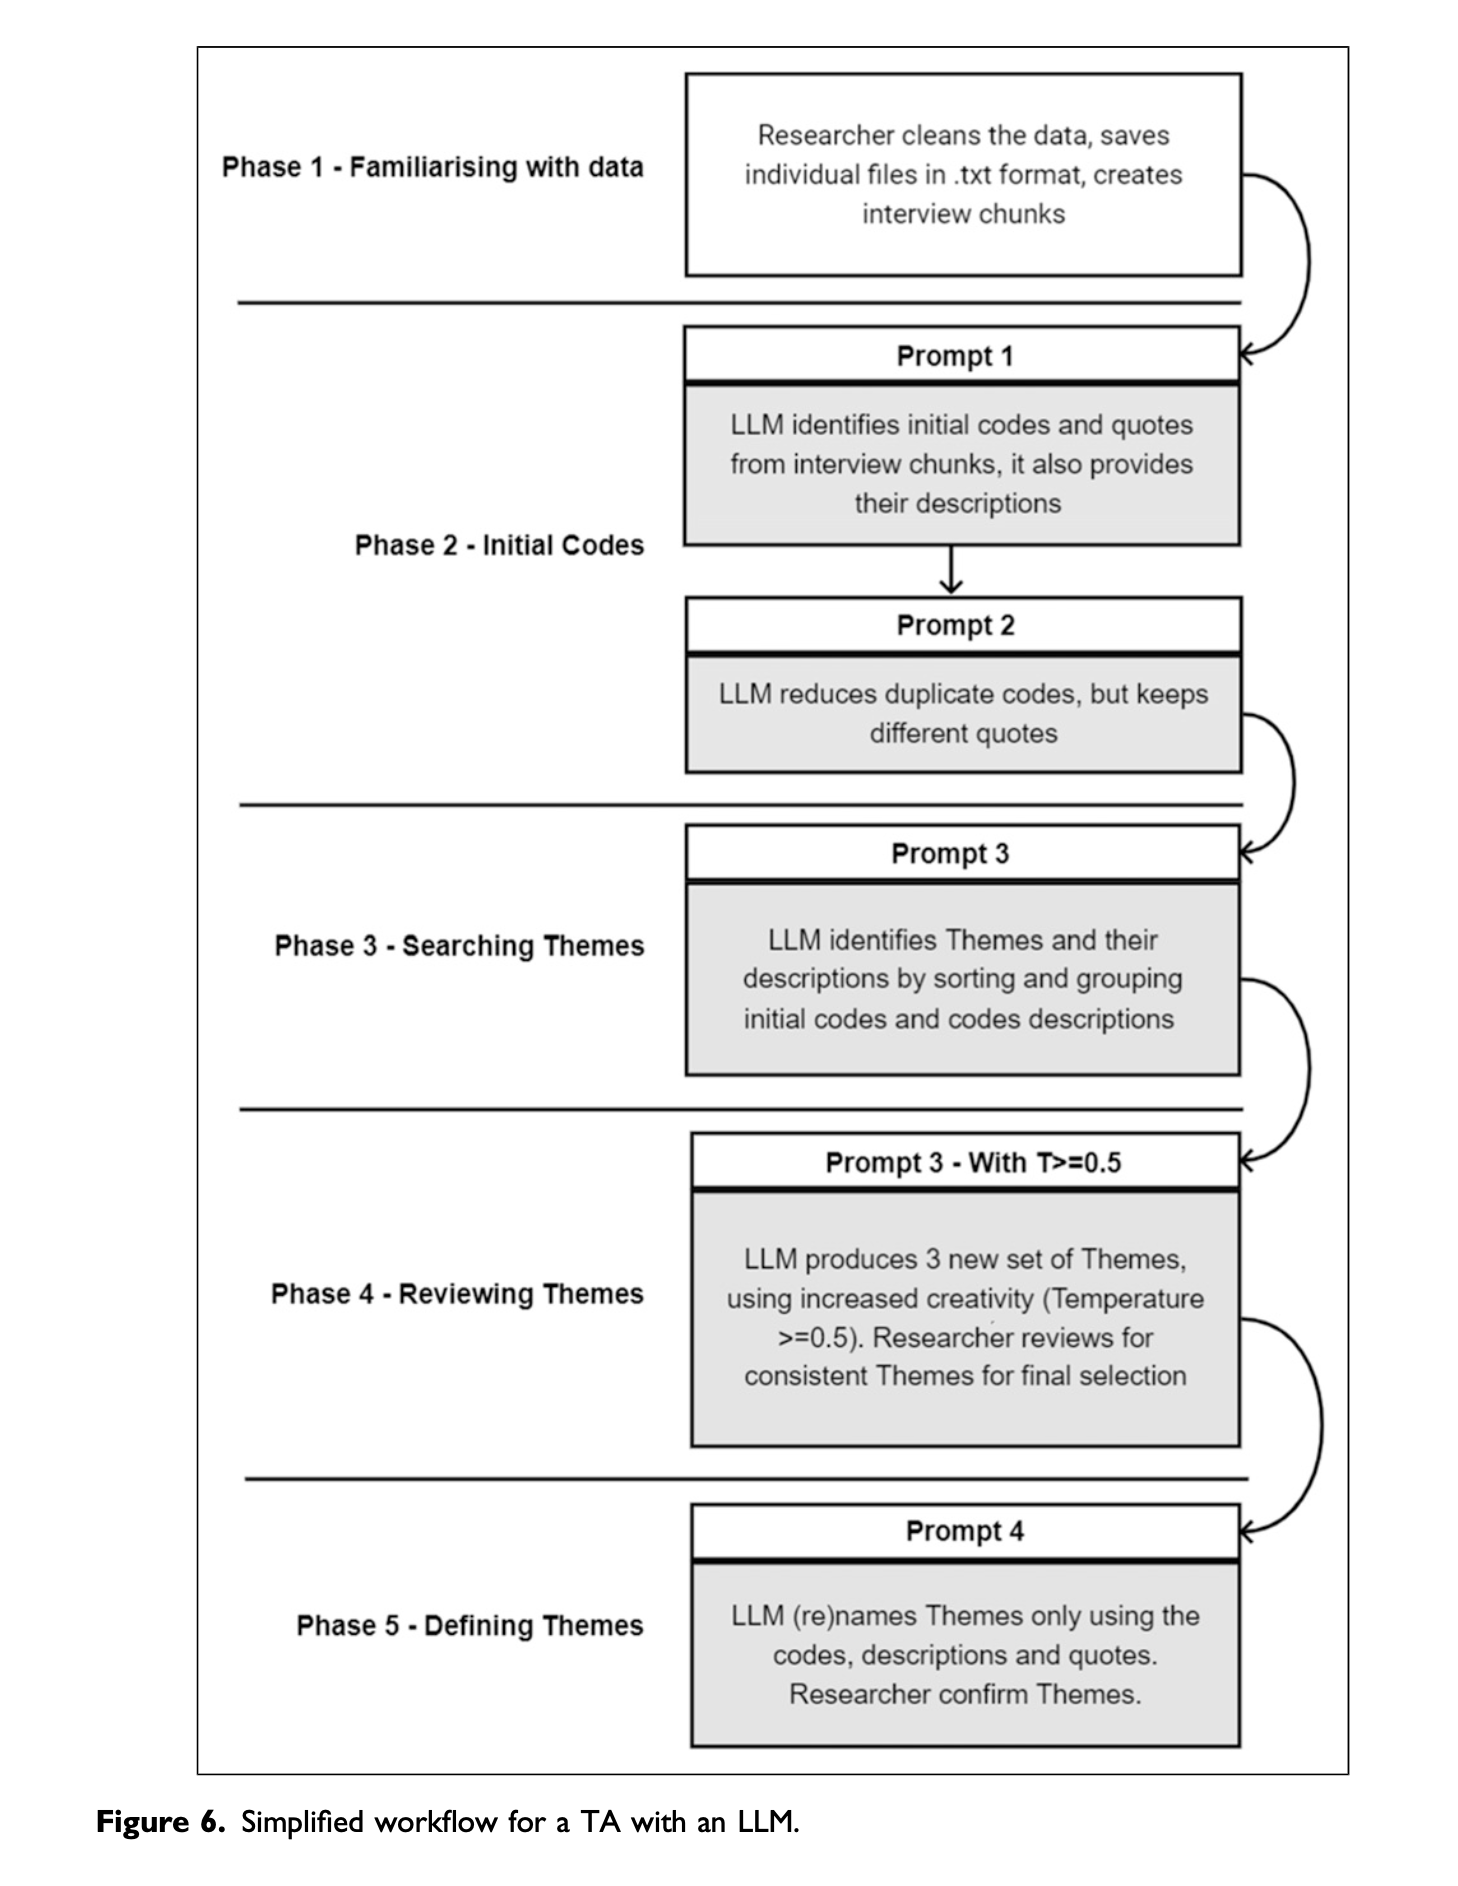 Phase 1 - Familiarising with data
Researcher cleans the data, saves
individual files in .txt format, creates
interview chunks
Phase 2 - Initial Codes
Prompt 1
LLM identifies initial codes and quotes
from interview chunks, it also provides
their descriptions
Prompt 2
LLM reduces duplicate codes, but keeps
different quotes
Phase 3 - Searching Themes
Prompt 3
LLM identifies Themes and their
descriptions by sorting and grouping
initial codes and codes descriptions
Phase 4 - Reviewing Themes
Prompt 3 - With T>=0.5
LLM produces 3 new set of Themes,
using increased creativity (Temperature
>=0.5). Researcher reviews for
consistent Themes for final selection
Phase 5 - Defining Themes
Prompt 4
LLM (re)names Themes only using the
codes, descriptions and quotes.
Researcher confirm Themes.
Figure 6. Simplified workflow for a TA with an LLM.